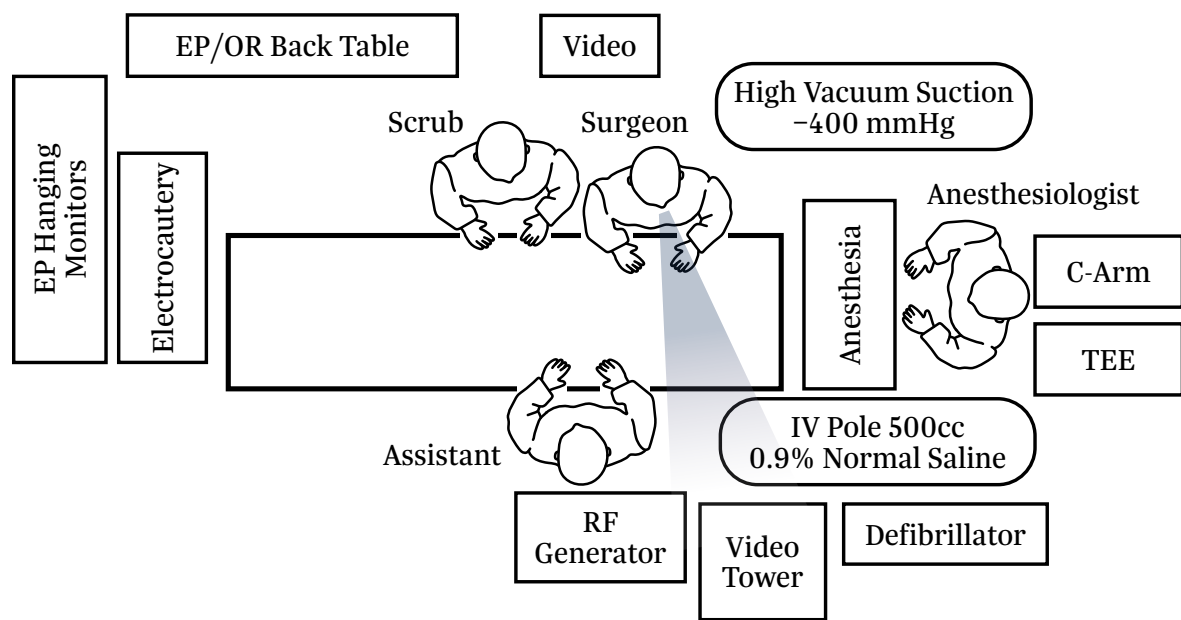 EP/OR Back Table
Video
High Vacuum Suction
−400 mmHg
Scrub
Surgeon
EP Hanging
Monitors
Electrocautery
Anesthesiologist
Anesthesia
C-Arm
TEE
Assistant
IV Pole 500cc
0.9% Normal Saline
RF
Generator
Video
Tower
Defibrillator